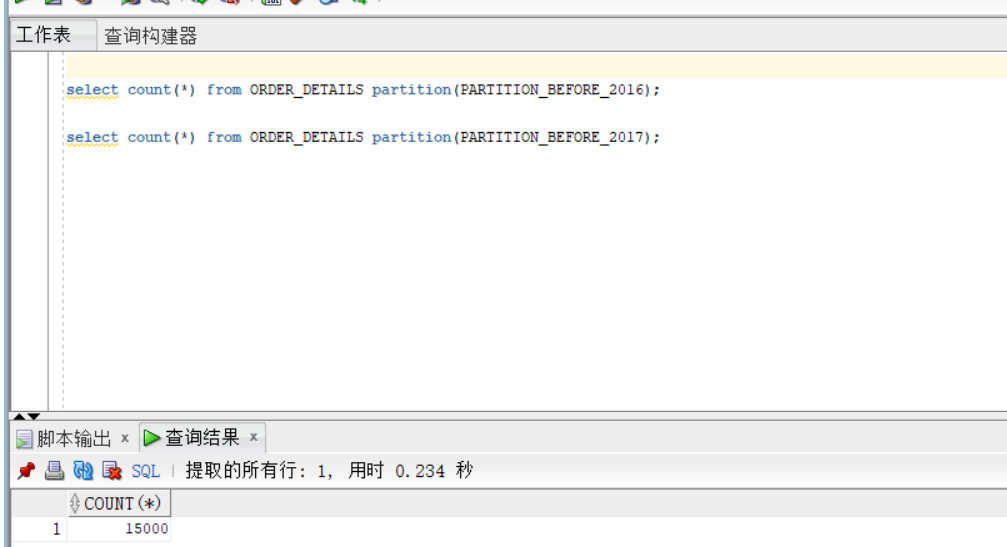 工作表 查询构建器
select count(*) from ORDER_DETAILS partition(PARTITION_BEFORE_2016);
select count(*) from ORDER_DETAILS partition(PARTITION_BEFORE_2017);
脚本输出 x 查询结果 x
SQL | 提取的所有行: 1, 用时 0.234 秒
COUNT(*)
1 15000